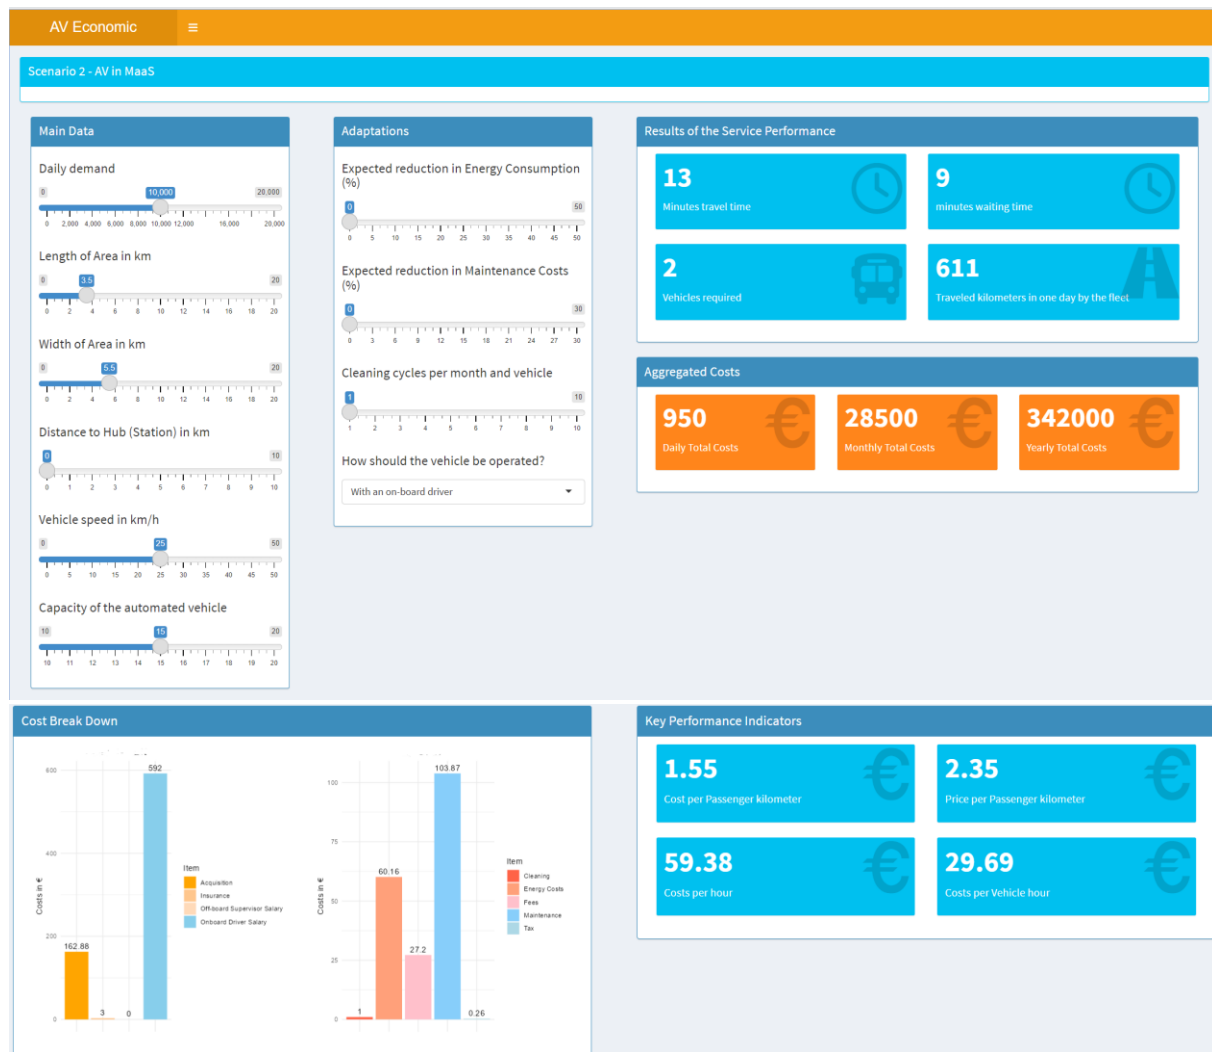 AV Economic
Scenario 2 - AV in MaaS
Main Data
Daily demand
0 10,000 20,000
0 2,000 4,000 6,000 8,000 10,000 12,000 16,000 20,000
Length of Area in km
0 3.5 20
0 2 4 6 8 10 12 14 16 18 20
Width of Area in km
0 5.5 20
0 2 4 6 8 10 12 14 16 18 20
Distance to Hub (Station) in km
0 10
0 1 2 3 4 5 6 7 8 9 10
Vehicle speed in km/h
0 25 50
0 5 10 15 20 25 30 35 40 45 50
Capacity of the automated vehicle
10 15 20
10 11 12 13 14 15 16 17 18 19 20
Adaptations
Expected reduction in Energy Consumption
(%)
0 50
0 5 10 15 20 25 30 35 40 45 50
Expected reduction in Maintenance Costs
(%)
0 30
0 3 6 9 12 15 18 21 24 27 30
Cleaning cycles per month and vehicle
1 10
1 2 3 4 5 6 7 8 9 10
How should the vehicle be operated?
With an on-board driver
Results of the Service Performance
13
Minutes travel time
9
minutes waiting time
2
Vehicles required
611
Traveled kilometers in one day by the fleet
Aggregated Costs
950
Daily Total Costs
28500
Monthly Total Costs
342000
Yearly Total Costs
Cost Break Down
Costs in €
600
400
200
0
162.88
3
0
592
Item
Acquisition
Insurance
Off-board Supervisor Salary
Onboard Driver Salary
Costs in €
100
75
50
25
0
1
60.16
27.2
103.87
0.26
Item
Cleaning
Energy Costs
Fees
Maintenance
Tax
Key Performance Indicators
1.55
Cost per Passenger kilometer
2.35
Price per Passenger kilometer
59.38
Costs per hour
29.69
Costs per Vehicle hour